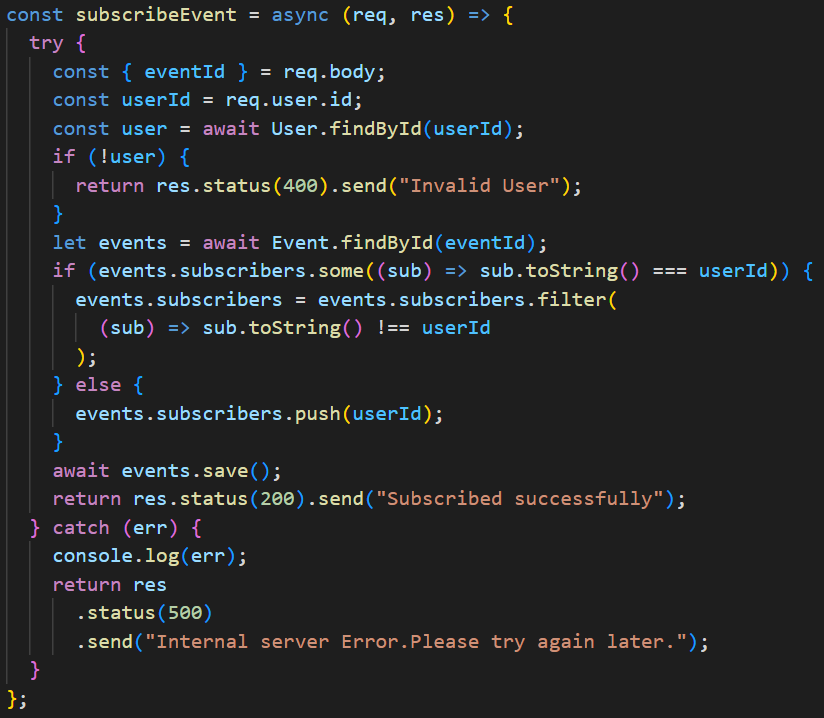 const subscribeEvent = async (req, res) => {
  try {
    const { eventId } = req.body;
    const userId = req.user.id;
    const user = await User.findById(userId);
    if (!user) {
      return res.status(400).send("Invalid User");
    }
    let events = await Event.findById(eventId);
    if (events.subscribers.some((sub) => sub.toString() === userId)) {
      events.subscribers = events.subscribers.filter(
        (sub) => sub.toString() !== userId
      );
    } else {
      events.subscribers.push(userId);
    }
    await events.save();
    return res.status(200).send("Subscribed successfully");
  } catch (err) {
    console.log(err);
    return res
      .status(500)
      .send("Internal server Error.Please try again later.");
  }
};